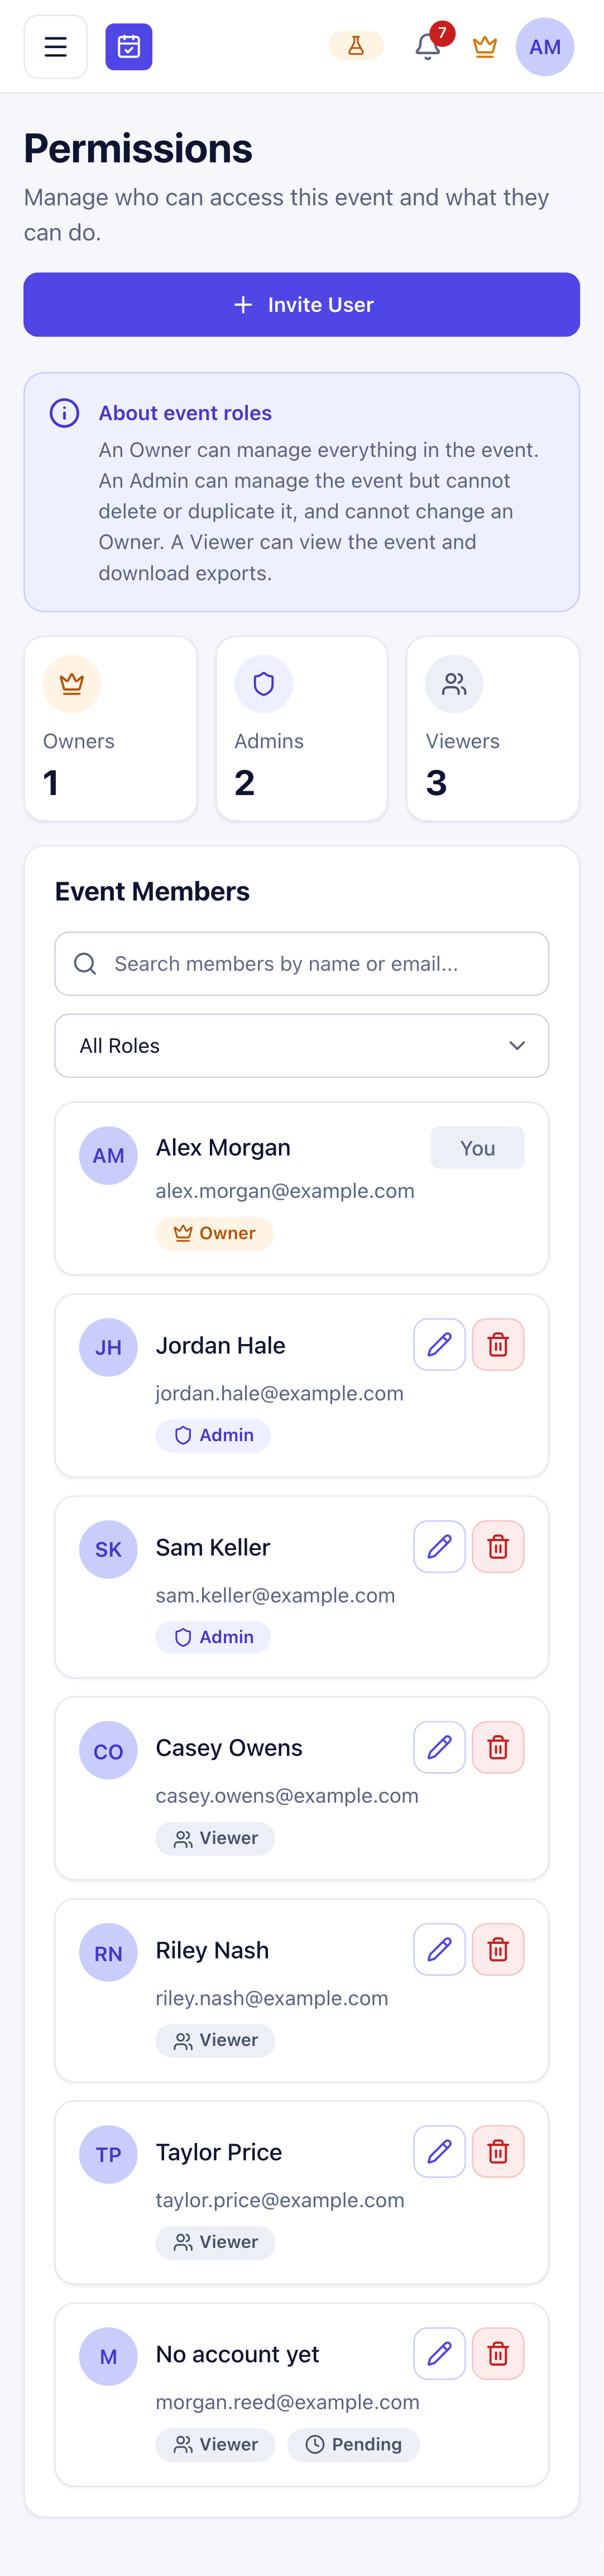 7
AM
Permissions
Manage who can access this event and what they
can do.
Invite User
About event roles
An Owner can manage everything in the event.
An Admin can manage the event but cannot
delete or duplicate it, and cannot change an
Owner. A Viewer can view the event and
download exports.
Owners
1
Admins
2
Viewers
3
Event Members
Search members by name or email...
All Roles
AM
Alex Morgan
You
alex.morgan@example.com
Owner
JH
Jordan Hale
jordan.hale@example.com
Admin
SK
Sam Keller
sam.keller@example.com
Admin
CO
Casey Owens
casey.owens@example.com
Viewer
RN
Riley Nash
riley.nash@example.com
Viewer
TP
Taylor Price
taylor.price@example.com
Viewer
M
No account yet
morgan.reed@example.com
Viewer
Pending